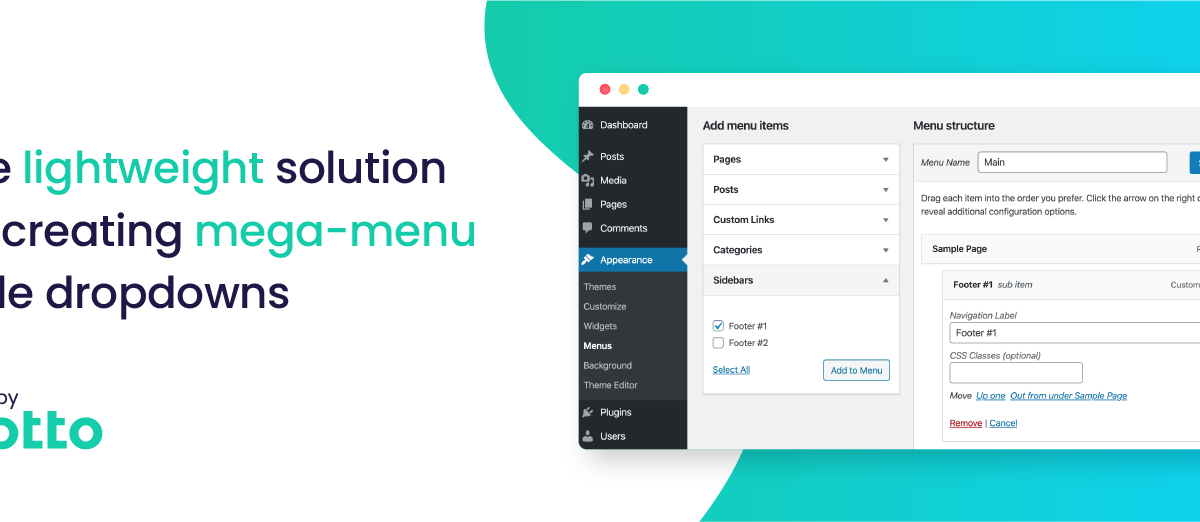 e lightweight solution
creating mega-menu
le dropdowns
by
otto
Dashboard
Posts
Media
Pages
Comments
Appearance
Themes
Customize
Widgets
Menus
Background
Theme Editor
Plugins
Users
Add menu items
Pages
Posts
Custom Links
Categories
Sidebars
Footer #1
Footer #2
Select All
Add to Menu
Menu structure
Menu Name Main
Drag each item into the order you prefer. Click the arrow on the right o
reveal additional configuration options.
Sample Page
Footer #1 sub item Custom
Navigation Label
Footer #1
CSS Classes (optional)
Move Up one Out from under Sample Page
Remove | Cancel